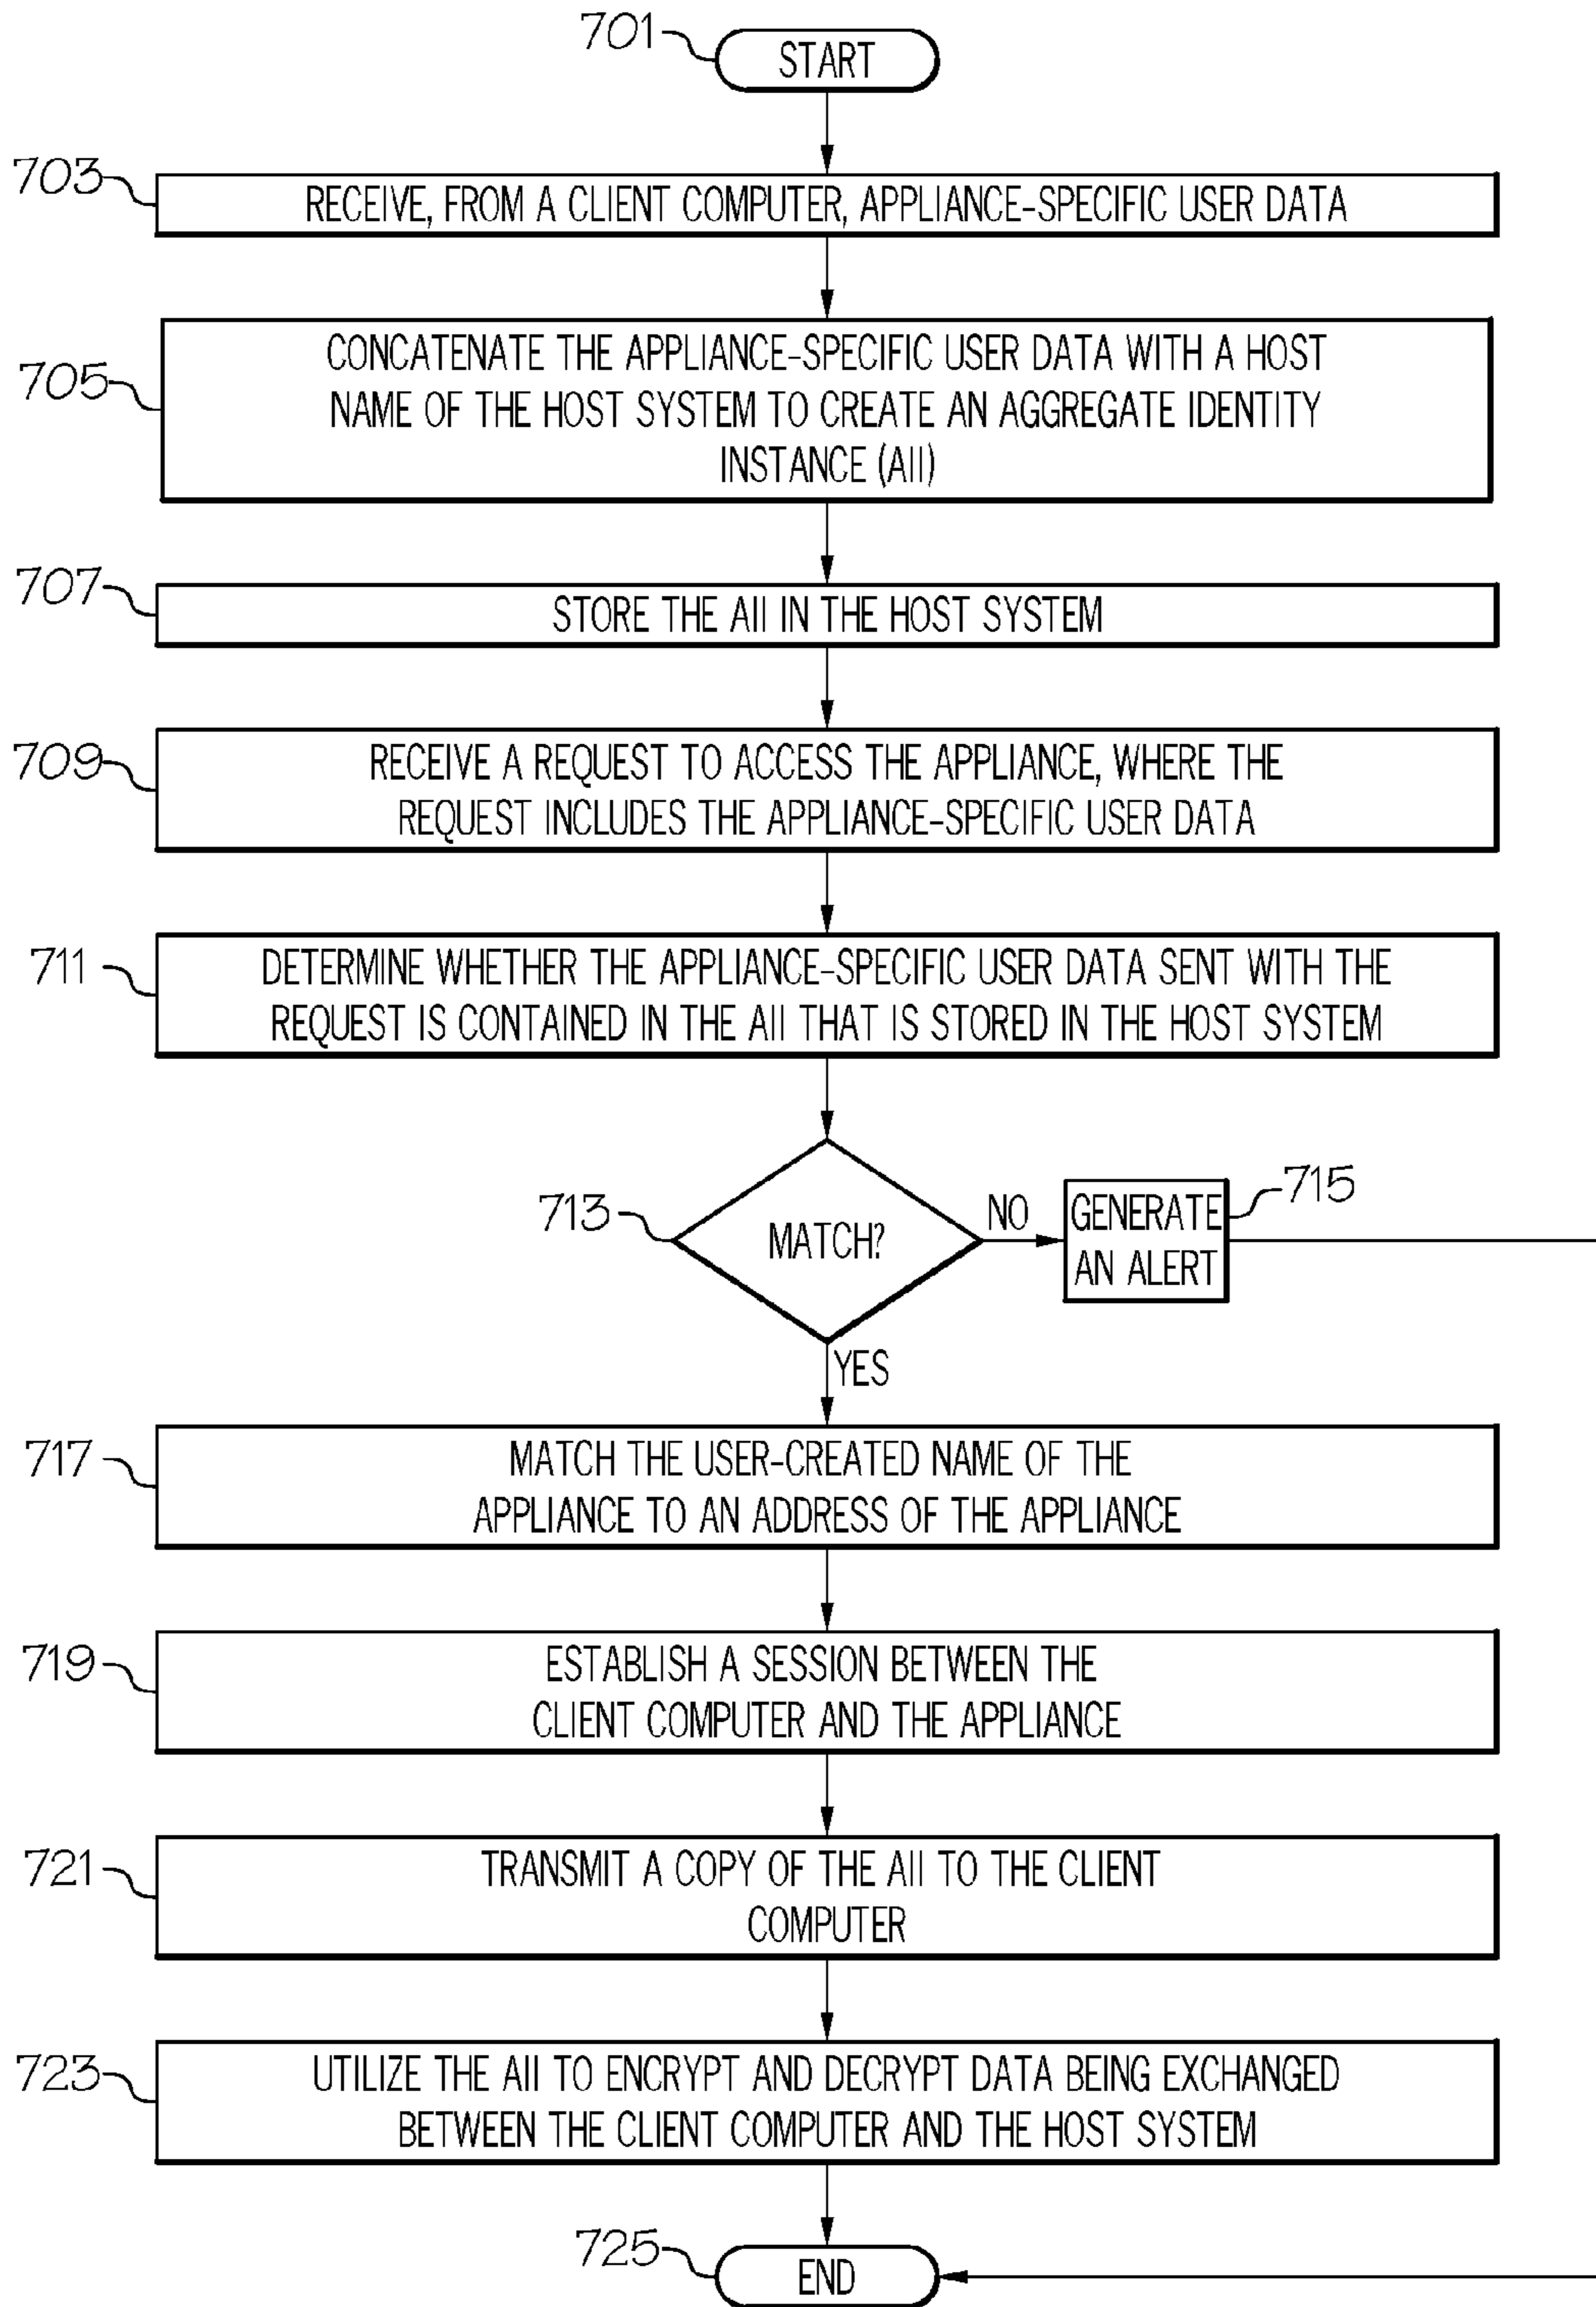 701
START
703
RECEIVE, FROM A CLIENT COMPUTER, APPLIANCE-SPECIFIC USER DATA
705
CONCATENATE THE APPLIANCE-SPECIFIC USER DATA WITH A HOST
NAME OF THE HOST SYSTEM TO CREATE AN AGGREGATE IDENTITY
INSTANCE (AII)
707
STORE THE AII IN THE HOST SYSTEM
709
RECEIVE A REQUEST TO ACCESS THE APPLIANCE, WHERE THE
REQUEST INCLUDES THE APPLIANCE-SPECIFIC USER DATA
711
DETERMINE WHETHER THE APPLIANCE-SPECIFIC USER DATA SENT WITH THE
REQUEST IS CONTAINED IN THE AII THAT IS STORED IN THE HOST SYSTEM
713
MATCH?
NO
715
GENERATE
AN ALERT
YES
717
MATCH THE USER-CREATED NAME OF THE
APPLIANCE TO AN ADDRESS OF THE APPLIANCE
719
ESTABLISH A SESSION BETWEEN THE
CLIENT COMPUTER AND THE APPLIANCE
721
TRANSMIT A COPY OF THE AII TO THE CLIENT
COMPUTER
723
UTILIZE THE AII TO ENCRYPT AND DECRYPT DATA BEING EXCHANGED
BETWEEN THE CLIENT COMPUTER AND THE HOST SYSTEM
725
END